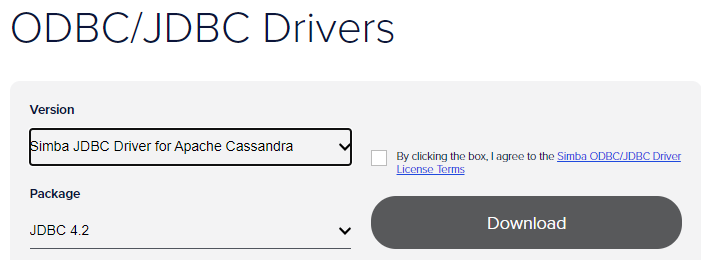 ODBC/JDBC Drivers
Version
Simba JDBC Driver for Apache Cassandra
By clicking the box, I agree to the Simba ODBC/JDBC Driver
License Terms
Package
JDBC 4.2
Download